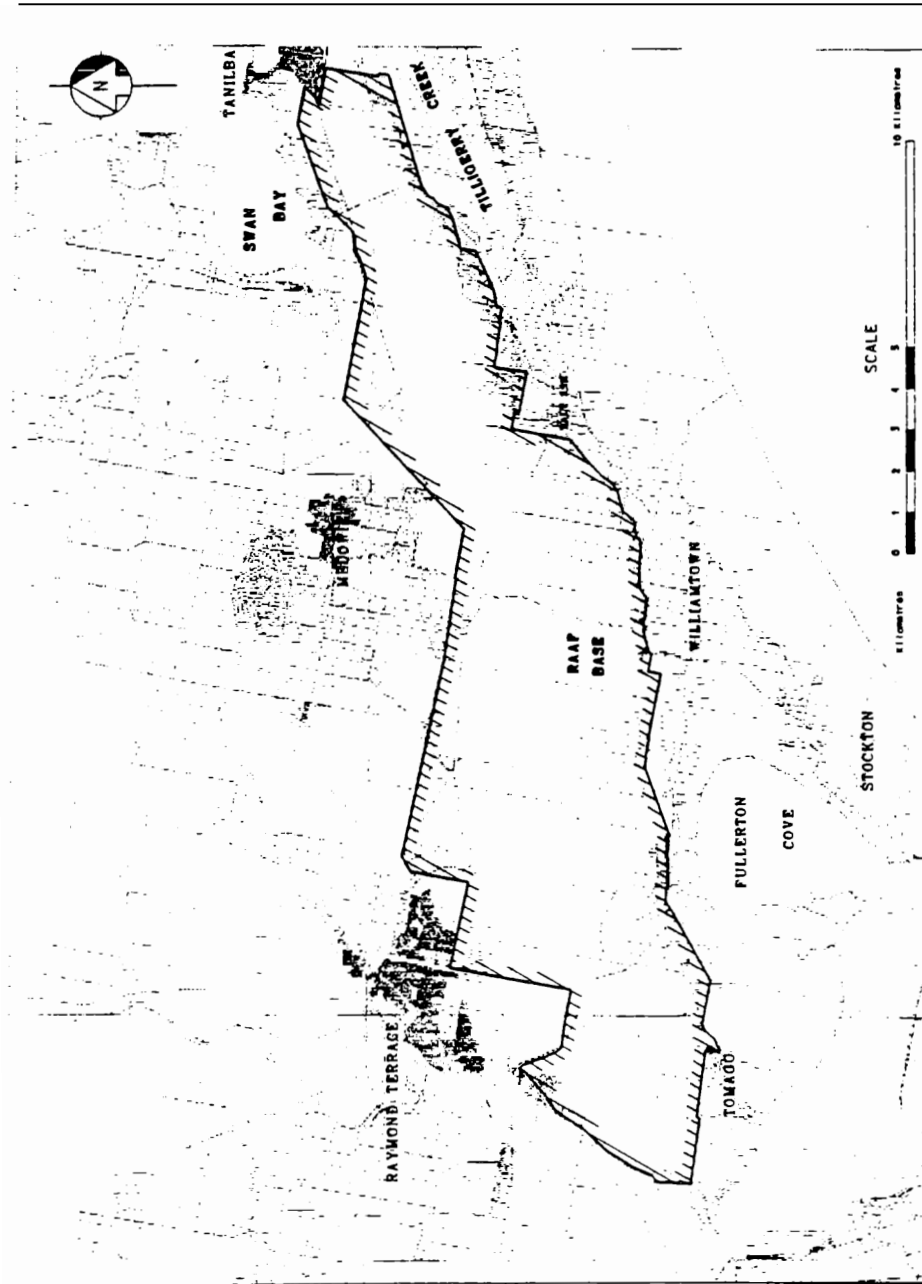 N
TANILBA
SWAN
BAY
TILLIGERRY CREEK
MEDOWIE
RAYMOND TERRACE
RAAF
BASE
WILLIAMTOWN
FULLERTON
COVE
STOCKTON
TOMAGO
SCALE
Kilometres 0 1 2 3 4 5 10 Kilometres